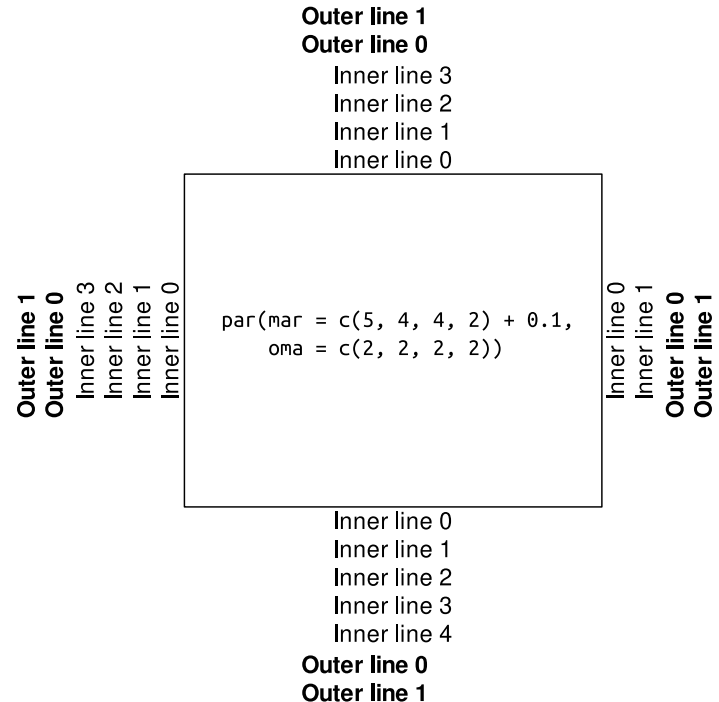 Outer line 1
Outer line 0
Inner line 3
Inner line 2
Inner line 1
Inner line 0
Outer line 1
Outer line 0
Inner line 3
Inner line 2
Inner line 1
Inner line 0
par(mar = c(5, 4, 4, 2) + 0.1,
oma = c(2, 2, 2, 2))
Inner line 0
Inner line 1
Outer line 0
Outer line 1
Inner line 0
Inner line 1
Inner line 2
Inner line 3
Inner line 4
Outer line 0
Outer line 1